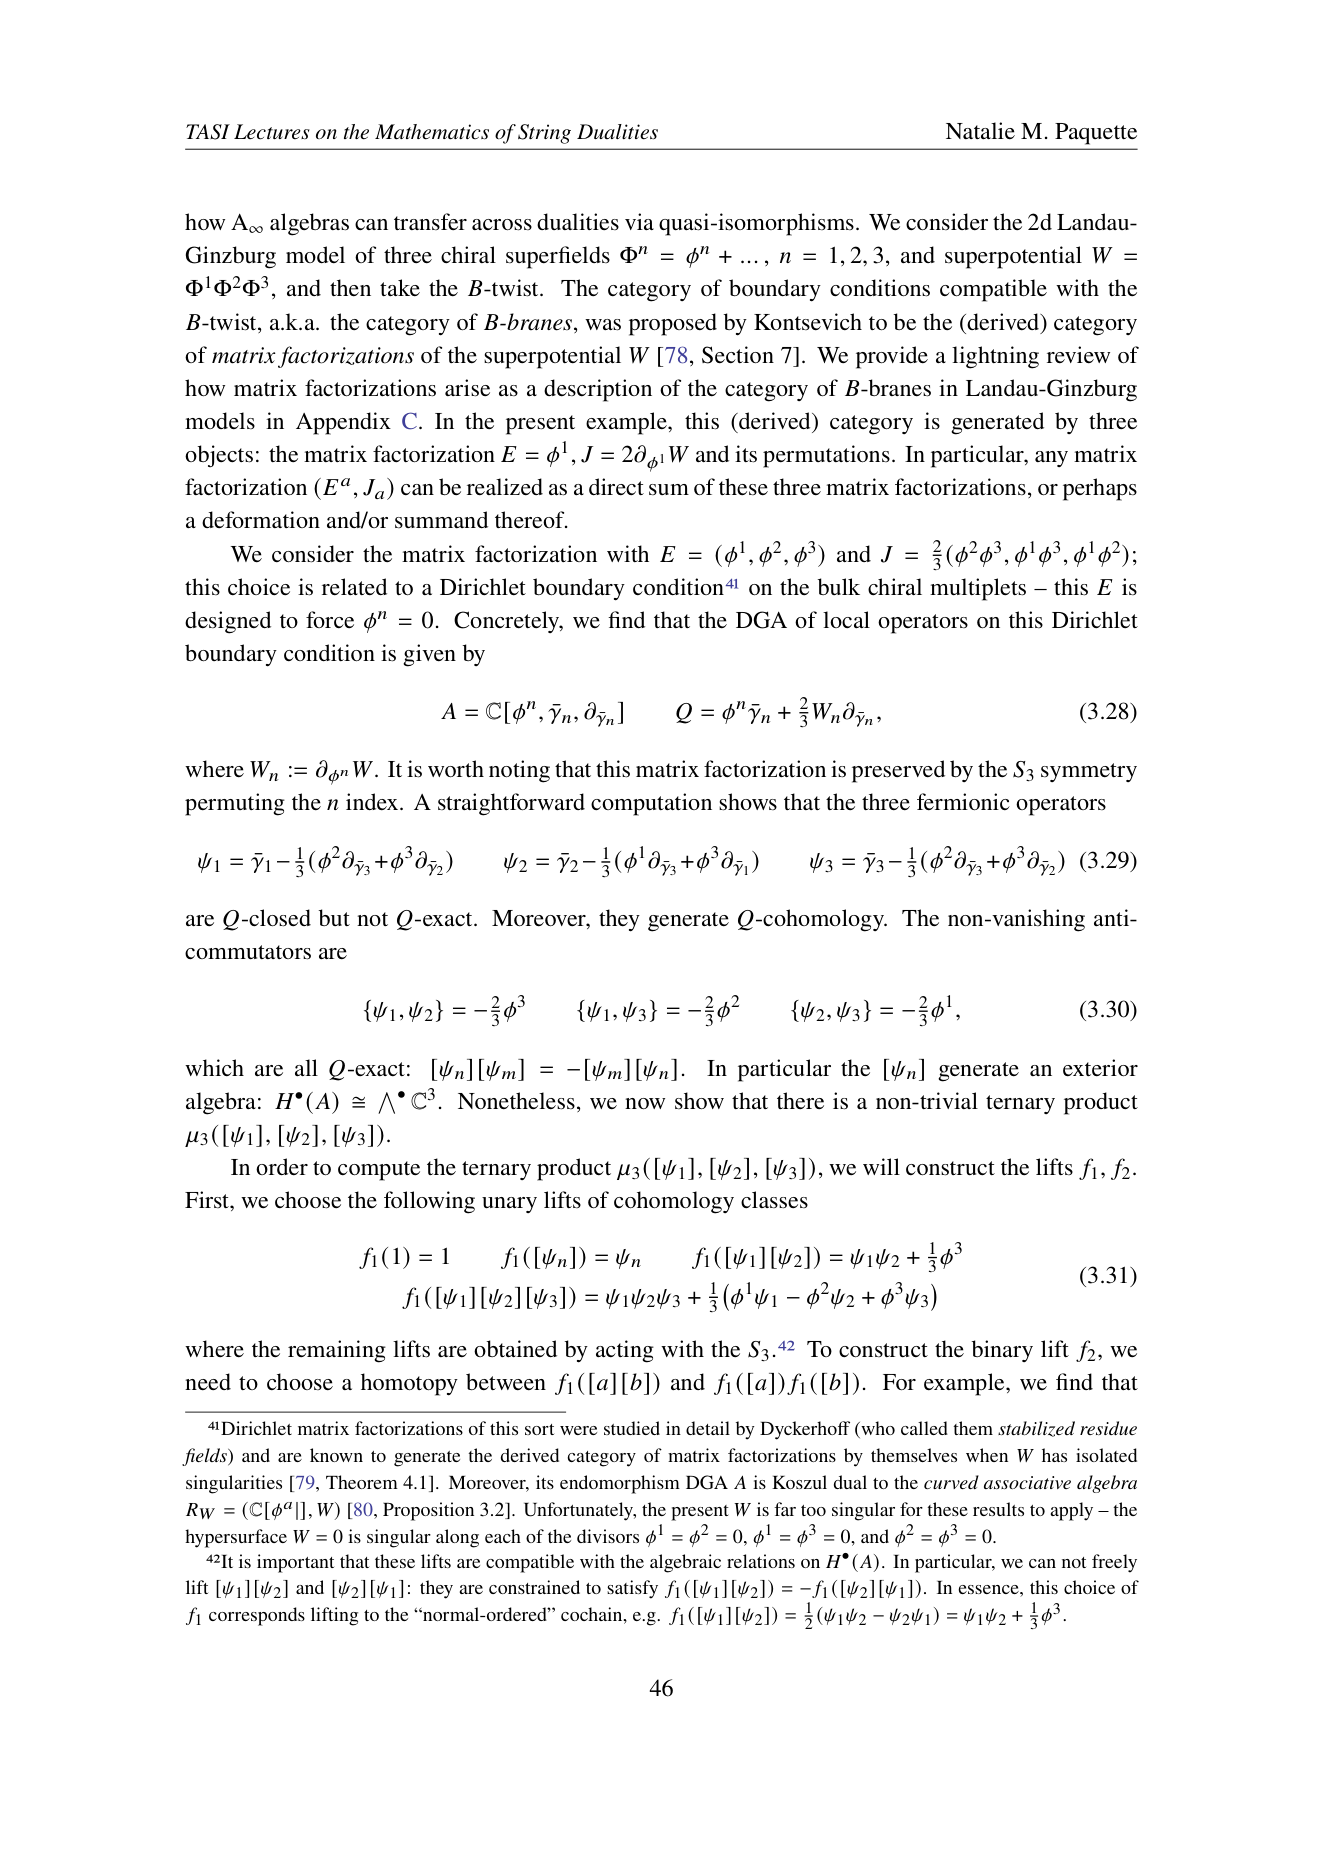 TASI Lectures on the Mathematics of String Dualities Natalie M. Paquette
how A∞ algebras can transfer across dualities via quasi-isomorphisms. We consider the 2d Landau-
Ginzburg model of three chiral superfields Φⁿ = ϕⁿ + … , n = 1, 2, 3, and superpotential W =
Φ¹Φ²Φ³, and then take the B-twist. The category of boundary conditions compatible with the
B-twist, a.k.a. the category of B-branes, was proposed by Kontsevich to be the (derived) category
of matrix factorizations of the superpotential W [78, Section 7]. We provide a lightning review of
how matrix factorizations arise as a description of the category of B-branes in Landau-Ginzburg
models in Appendix C. In the present example, this (derived) category is generated by three
objects: the matrix factorization E = ϕ¹, J = 2∂_{ϕ¹}W and its permutations. In particular, any matrix
factorization (Eᵃ, Jₐ) can be realized as a direct sum of these three matrix factorizations, or perhaps
a deformation and/or summand thereof.
We consider the matrix factorization with E = (ϕ¹, ϕ², ϕ³) and J = ⅔(ϕ²ϕ³, ϕ¹ϕ³, ϕ¹ϕ²);
this choice is related to a Dirichlet boundary condition⁴¹ on the bulk chiral multiplets – this E is
designed to force ϕⁿ = 0. Concretely, we find that the DGA of local operators on this Dirichlet
boundary condition is given by
A = ℂ[ϕⁿ, γ̄ₙ, ∂_{γ̄ₙ}] Q = ϕⁿγ̄ₙ + ⅔Wₙ∂_{γ̄ₙ}, (3.28)
where Wₙ := ∂_{ϕⁿ}W. It is worth noting that this matrix factorization is preserved by the S₃ symmetry
permuting the n index. A straightforward computation shows that the three fermionic operators
ψ₁ = γ̄₁−⅓(ϕ²∂_{γ̄₃}+ϕ³∂_{γ̄₂}) ψ₂ = γ̄₂−⅓(ϕ¹∂_{γ̄₃}+ϕ³∂_{γ̄₁}) ψ₃ = γ̄₃−⅓(ϕ²∂_{γ̄₃}+ϕ³∂_{γ̄₂}) (3.29)
are Q-closed but not Q-exact. Moreover, they generate Q-cohomology. The non-vanishing anti-
commutators are
{ψ₁, ψ₂} = −⅔ϕ³ {ψ₁, ψ₃} = −⅔ϕ² {ψ₂, ψ₃} = −⅔ϕ¹, (3.30)
which are all Q-exact: [ψₙ][ψₘ] = −[ψₘ][ψₙ]. In particular the [ψₙ] generate an exterior
algebra: H•(A) ≅ ⋀•ℂ³. Nonetheless, we now show that there is a non-trivial ternary product
μ₃([ψ₁], [ψ₂], [ψ₃]).
In order to compute the ternary product μ₃([ψ₁], [ψ₂], [ψ₃]), we will construct the lifts f₁, f₂.
First, we choose the following unary lifts of cohomology classes
f₁(1) = 1 f₁([ψₙ]) = ψₙ f₁([ψ₁][ψ₂]) = ψ₁ψ₂ + ⅓ϕ³
f₁([ψ₁][ψ₂][ψ₃]) = ψ₁ψ₂ψ₃ + ⅓(ϕ¹ψ₁ − ϕ²ψ₂ + ϕ³ψ₃) (3.31)
where the remaining lifts are obtained by acting with the S₃.⁴² To construct the binary lift f₂, we
need to choose a homotopy between f₁([a][b]) and f₁([a])f₁([b]). For example, we find that
⁴¹Dirichlet matrix factorizations of this sort were studied in detail by Dyckerhoff (who called them stabilized residue
fields) and are known to generate the derived category of matrix factorizations by themselves when W has isolated
singularities [79, Theorem 4.1]. Moreover, its endomorphism DGA A is Koszul dual to the curved associative algebra
R_W = (ℂ[ϕᵃ|], W) [80, Proposition 3.2]. Unfortunately, the present W is far too singular for these results to apply – the
hypersurface W = 0 is singular along each of the divisors ϕ¹ = ϕ² = 0, ϕ¹ = ϕ³ = 0, and ϕ² = ϕ³ = 0.
⁴²It is important that these lifts are compatible with the algebraic relations on H•(A). In particular, we can not freely
lift [ψ₁][ψ₂] and [ψ₂][ψ₁]: they are constrained to satisfy f₁([ψ₁][ψ₂]) = −f₁([ψ₂][ψ₁]). In essence, this choice of
f₁ corresponds lifting to the “normal-ordered” cochain, e.g. f₁([ψ₁][ψ₂]) = ½(ψ₁ψ₂ − ψ₂ψ₁) = ψ₁ψ₂ + ⅓ϕ³.
46